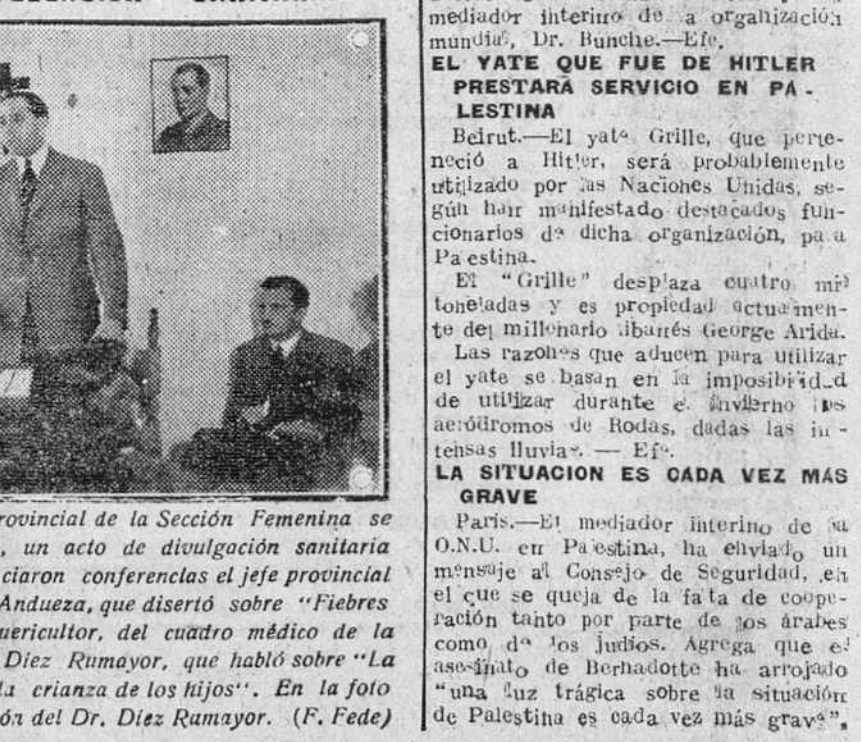 rovincial de la Sección Femenina se
, un acto de divulgación sanitaria
ciaron conferencias el jefe provincial
Andueza, que disertó sobre "Fiebres
uericultor, del cuadro médico de la
Díez Rumayor, que habló sobre "La
la crianza de los hijos". En la foto
ón del Dr. Díez Rumayor. (F. Fede)
mediador interino de a organización
mundial, Dr. Bunche.—Efe.
EL YATE QUE FUE DE HITLER
PRESTARÁ SERVICIO EN PA-
LESTINA
Beirut.—El yate Grille, que perte-
neció a Hitler, será probablemente
utilizado por las Naciones Unidas, se-
gún han manifestado destacados fun-
cionarios de dicha organización, pa a
Pa estina.
El "Grille" desplaza cuatro mil
toneladas y es propiedad actualmen-
te del millonario libanés George Arida.
Las razones que aducen para utilizar
el yate se basan en la imposibilidad
de utilizar durante el invierno los
aeródromos de Rodas, dadas las in-
tensas lluvias. — Efe.
LA SITUACION ES CADA VEZ MÁS
GRAVE
París.—El mediador interino de la
O.N.U. en Palestina, ha enviado un
mensaje al Consejo de Seguridad, en
el que se queja de la falta de coope-
ración tanto por parte de los árabes
como de los judios. Agrega que el
asesinato de Bernadotte ha arrojado
"una luz trágica sobre la situación
de Palestina es cada vez más grave".